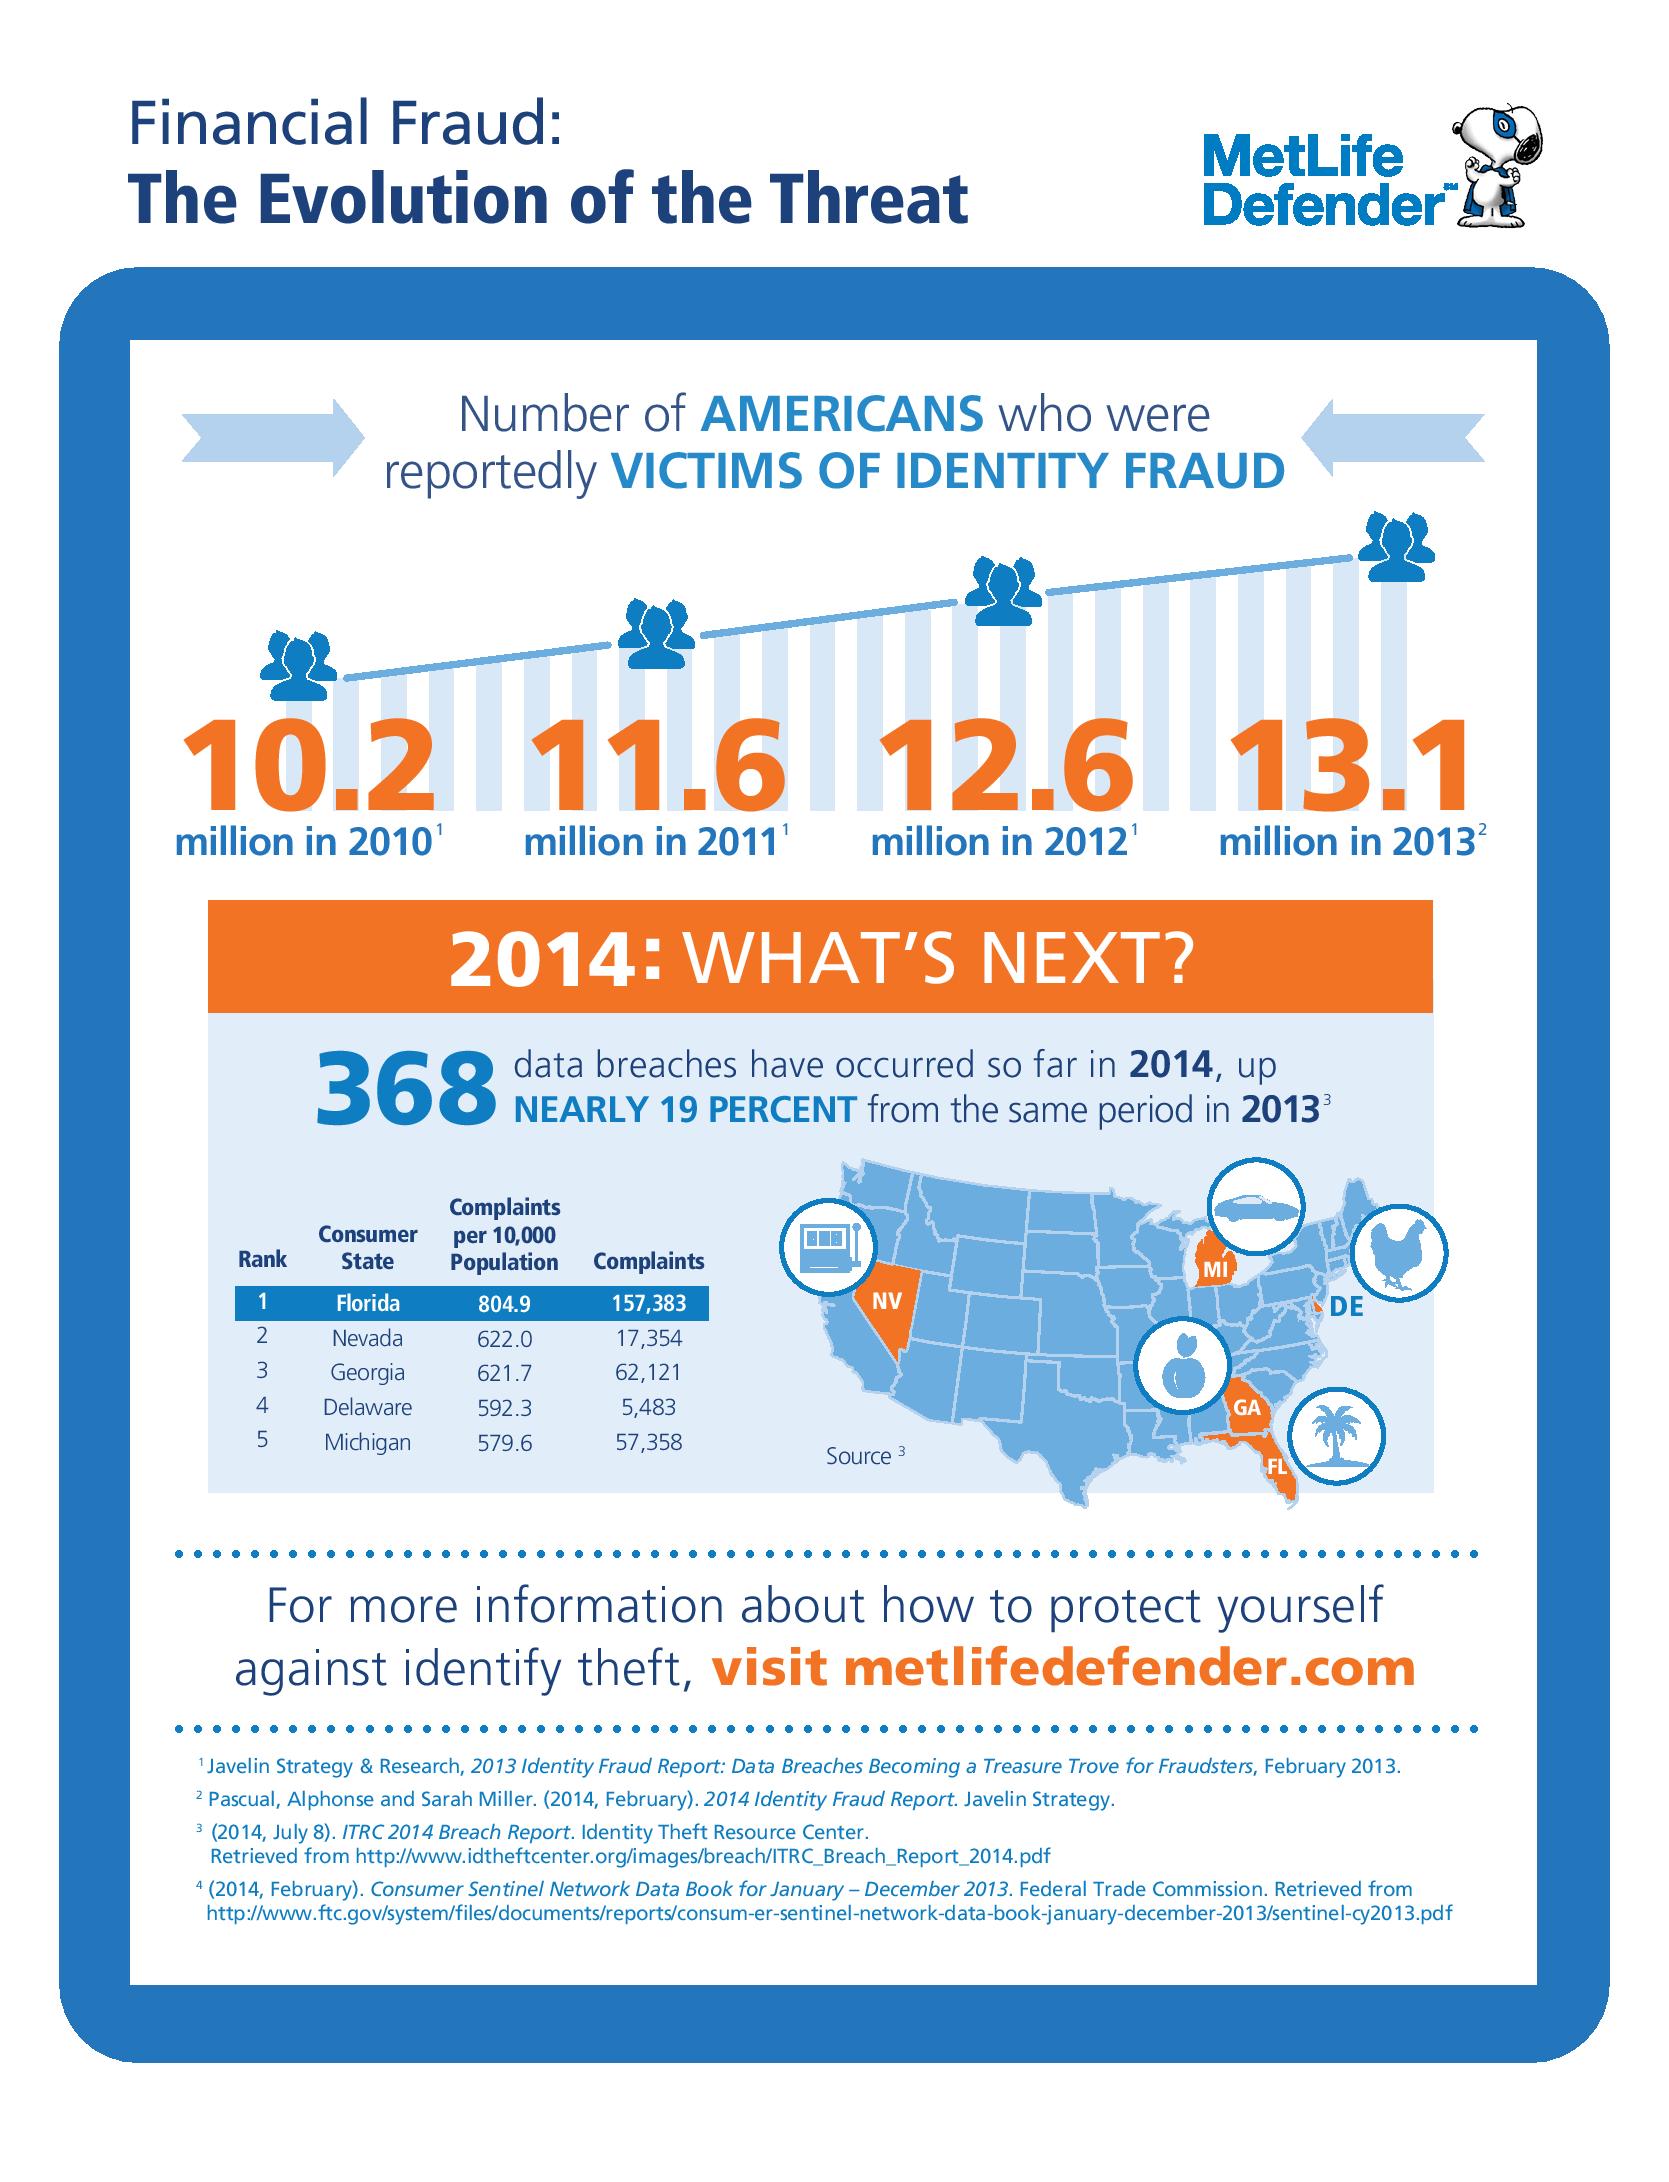 Financial Fraud:
The Evolution of the Threat
MetLife
Defender℠
Number of AMERICANS who were
reportedly VICTIMS OF IDENTITY FRAUD
10.2 11.6 12.6 13.1
million in 2010¹ million in 2011¹ million in 2012¹ million in 2013²
2014: WHAT'S NEXT?
368 data breaches have occurred so far in 2014, up
NEARLY 19 PERCENT from the same period in 2013³
Rank Consumer State Complaints per 10,000 Population Complaints
1 Florida 804.9 157,383
2 Nevada 622.0 17,354
3 Georgia 621.7 62,121
4 Delaware 592.3 5,483
5 Michigan 579.6 57,358
NV
MI
DE
GA
FL
Source ³
For more information about how to protect yourself
against identify theft, visit metlifedefender.com
¹ Javelin Strategy & Research, 2013 Identity Fraud Report: Data Breaches Becoming a Treasure Trove for Fraudsters, February 2013.
² Pascual, Alphonse and Sarah Miller. (2014, February). 2014 Identity Fraud Report. Javelin Strategy.
³ (2014, July 8). ITRC 2014 Breach Report. Identity Theft Resource Center.
Retrieved from http://www.idtheftcenter.org/images/breach/ITRC_Breach_Report_2014.pdf
⁴ (2014, February). Consumer Sentinel Network Data Book for January – December 2013. Federal Trade Commission. Retrieved from
http://www.ftc.gov/system/files/documents/reports/consum-er-sentinel-network-data-book-january-december-2013/sentinel-cy2013.pdf